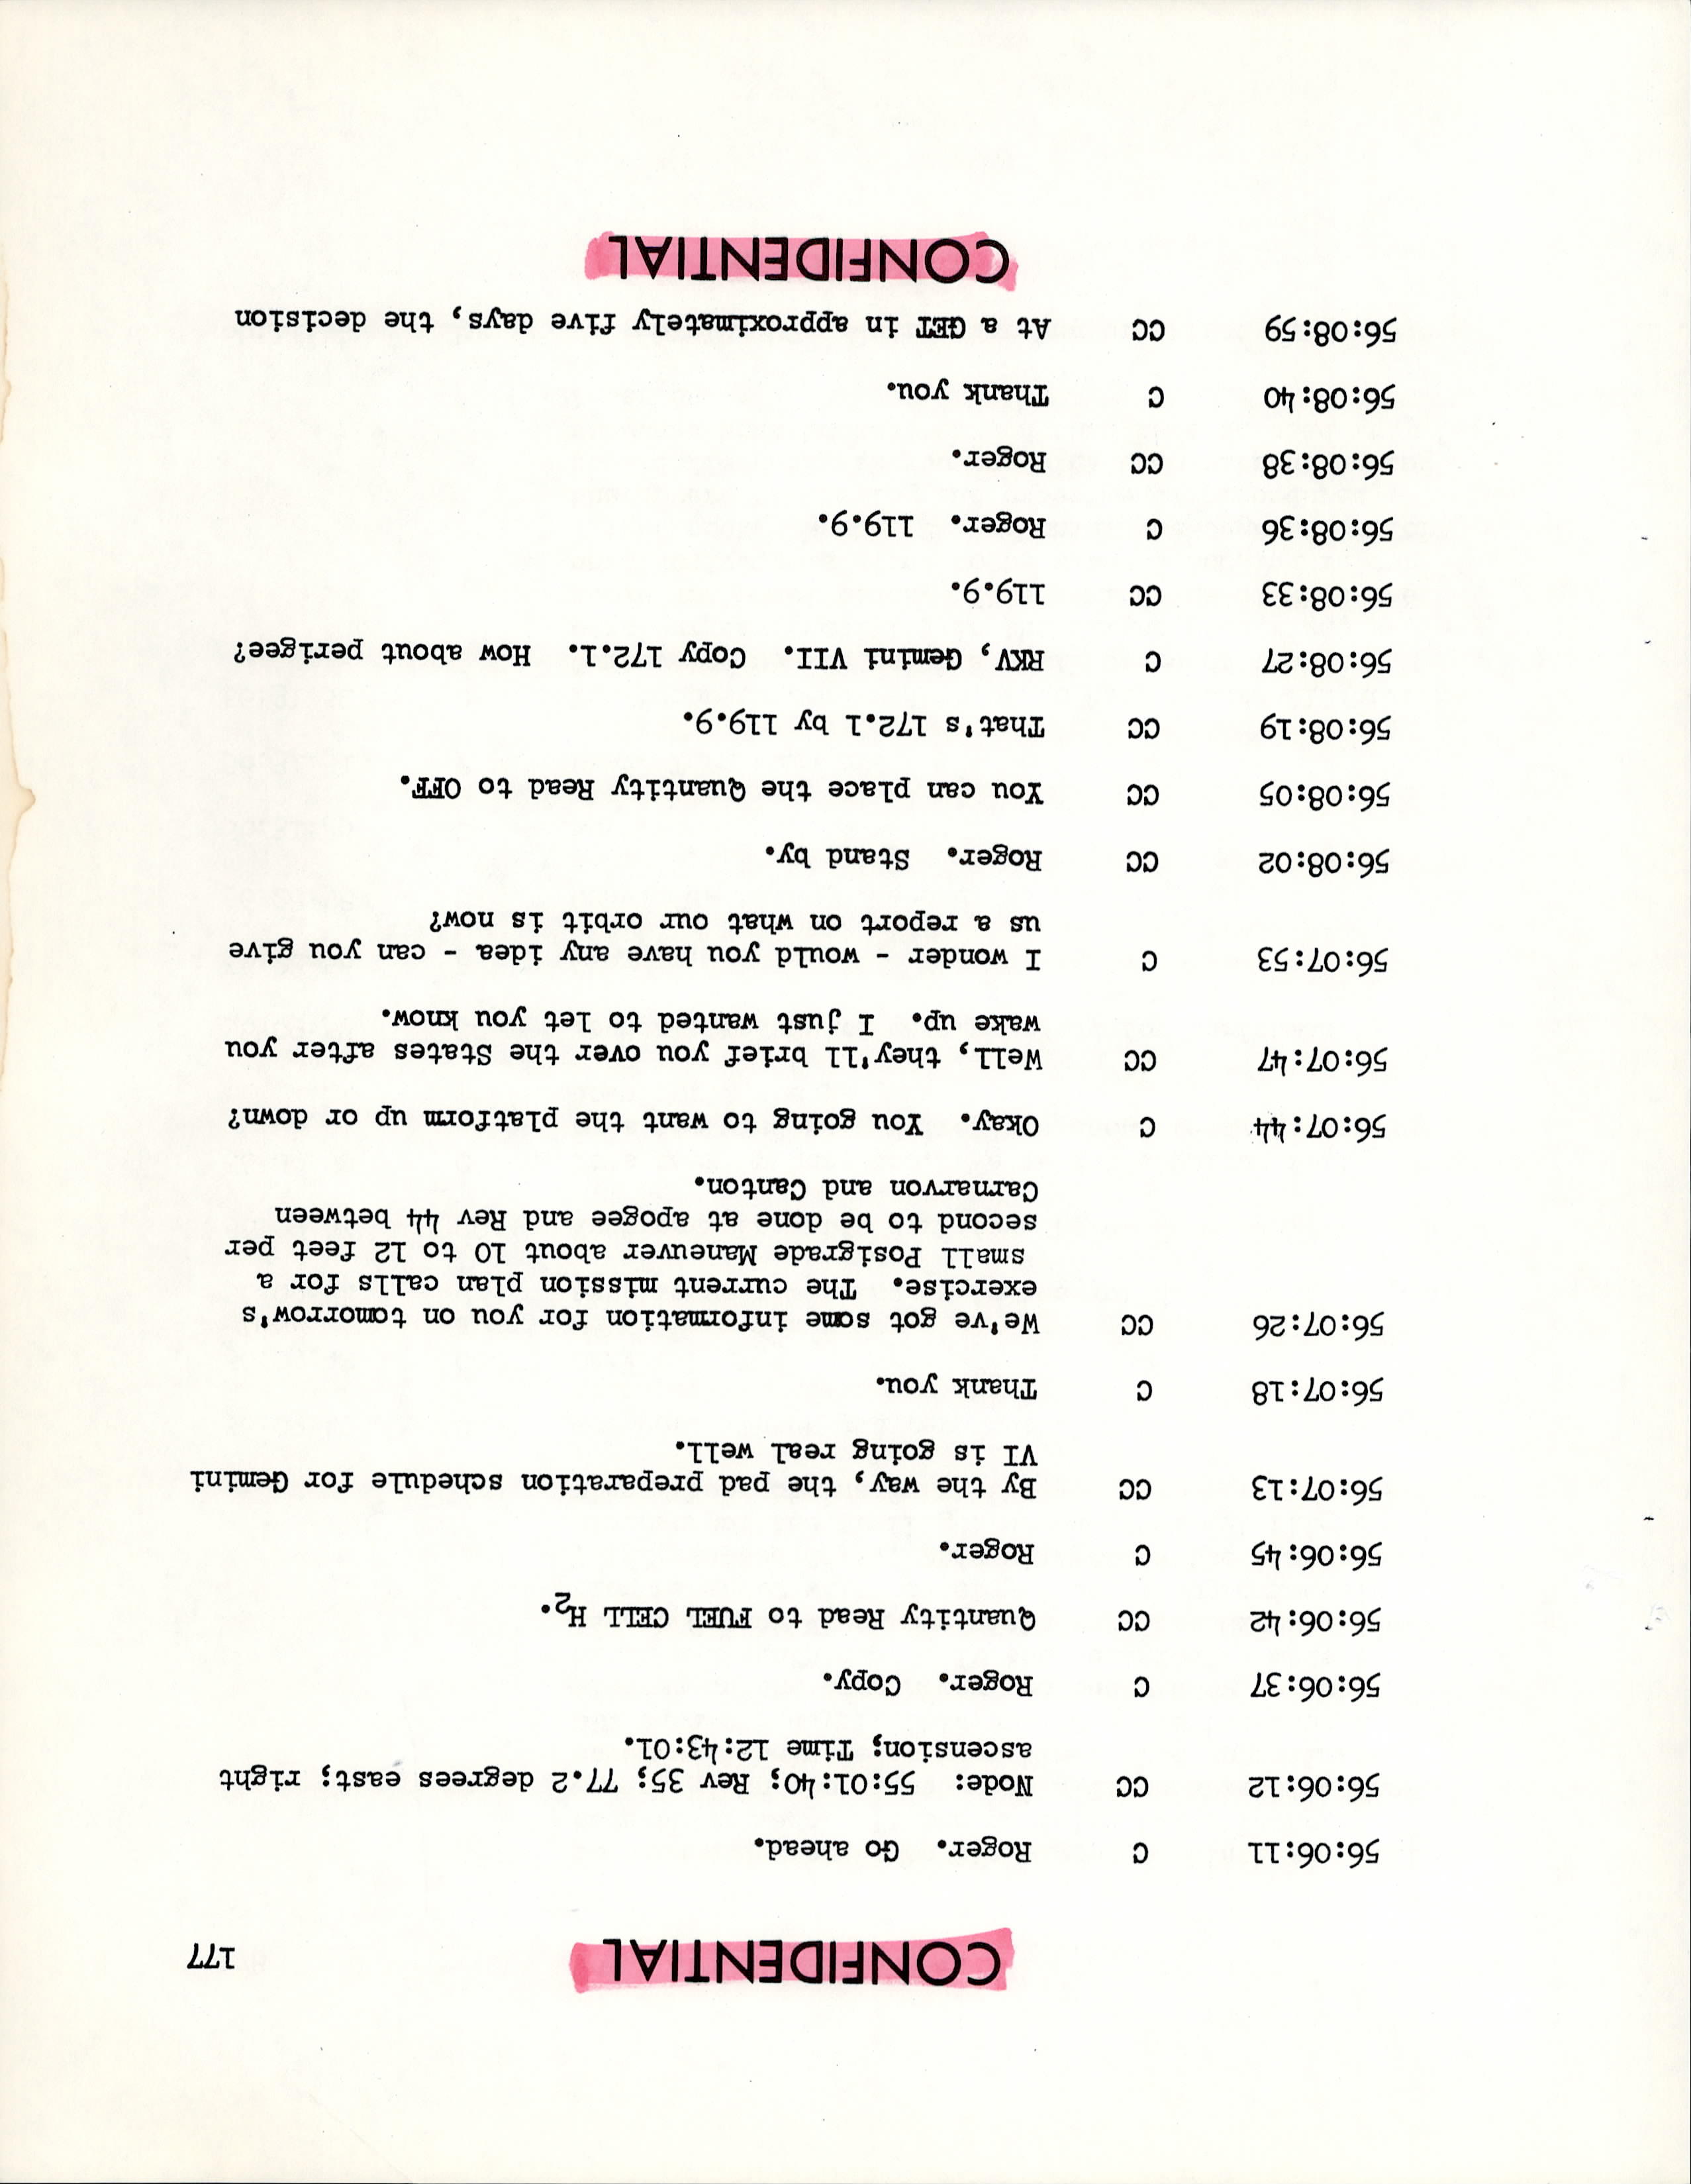 CONFIDENTIAL
177
56:06:11 C Roger. Go ahead.
56:06:12 CC Node: 55:01:40; Rev 35; 77.2 degrees east; right
ascension; Time 12:43:01.
56:06:37 C Roger. Copy.
56:06:42 CC Quantity Read to FUEL CELL H2.
56:06:45 C Roger.
56:07:13 CC By the way, the pad preparation schedule for Gemini
VI is going real well.
56:07:18 C Thank you.
56:07:26 CC We've got some information for you on tomorrow's
exercise. The current mission plan calls for a
small Posigrade Maneuver about 10 to 12 feet per
second to be done at apogee and Rev 44 between
Carnarvon and Canton.
56:07:44 C Okay. You going to want the platform up or down?
56:07:47 CC Well, they'll brief you over the States after you
wake up. I just wanted to let you know.
56:07:53 C I wonder - would you have any idea - can you give
us a report on what our orbit is now?
56:08:02 CC Roger. Stand by.
56:08:05 CC You can place the Quantity Read to OFF.
56:08:19 CC That's 172.1 by 119.9.
56:08:27 C RKV, Gemini VII. Copy 172.1. How about perigee?
56:08:33 CC 119.9.
56:08:36 C Roger. 119.9.
56:08:38 CC Roger.
56:08:40 C Thank you.
56:08:59 CC At a GET in approximately five days, the decision
CONFIDENTIAL